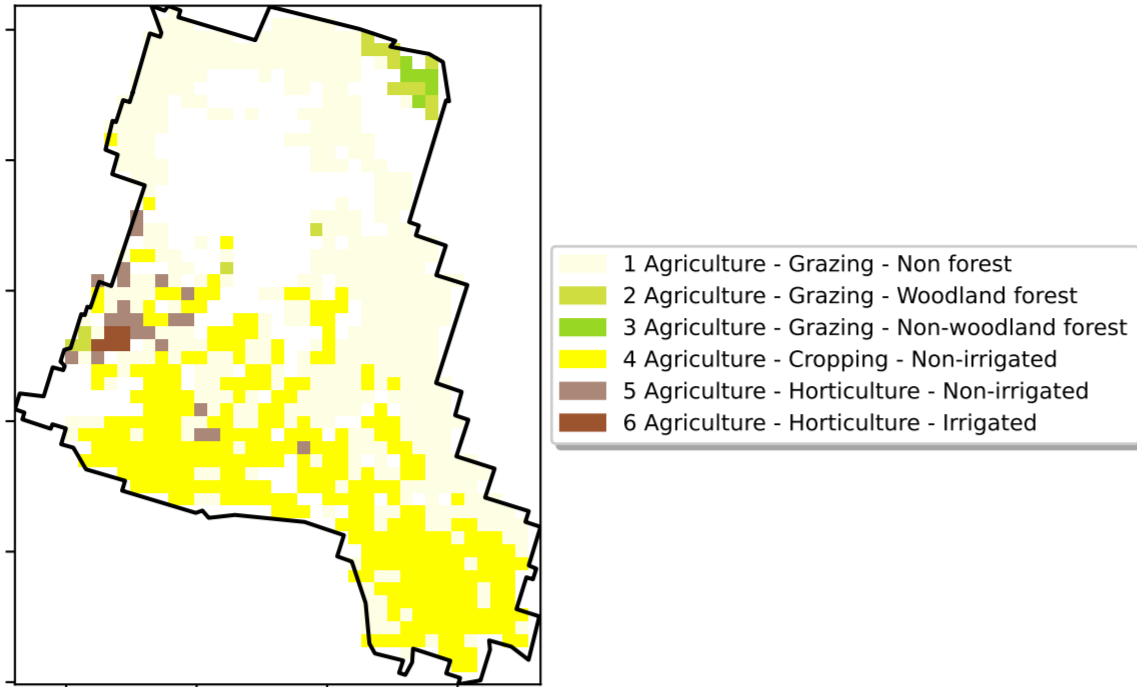 1 Agriculture - Grazing - Non forest
2 Agriculture - Grazing - Woodland forest
3 Agriculture - Grazing - Non-woodland forest
4 Agriculture - Cropping - Non-irrigated
5 Agriculture - Horticulture - Non-irrigated
6 Agriculture - Horticulture - Irrigated